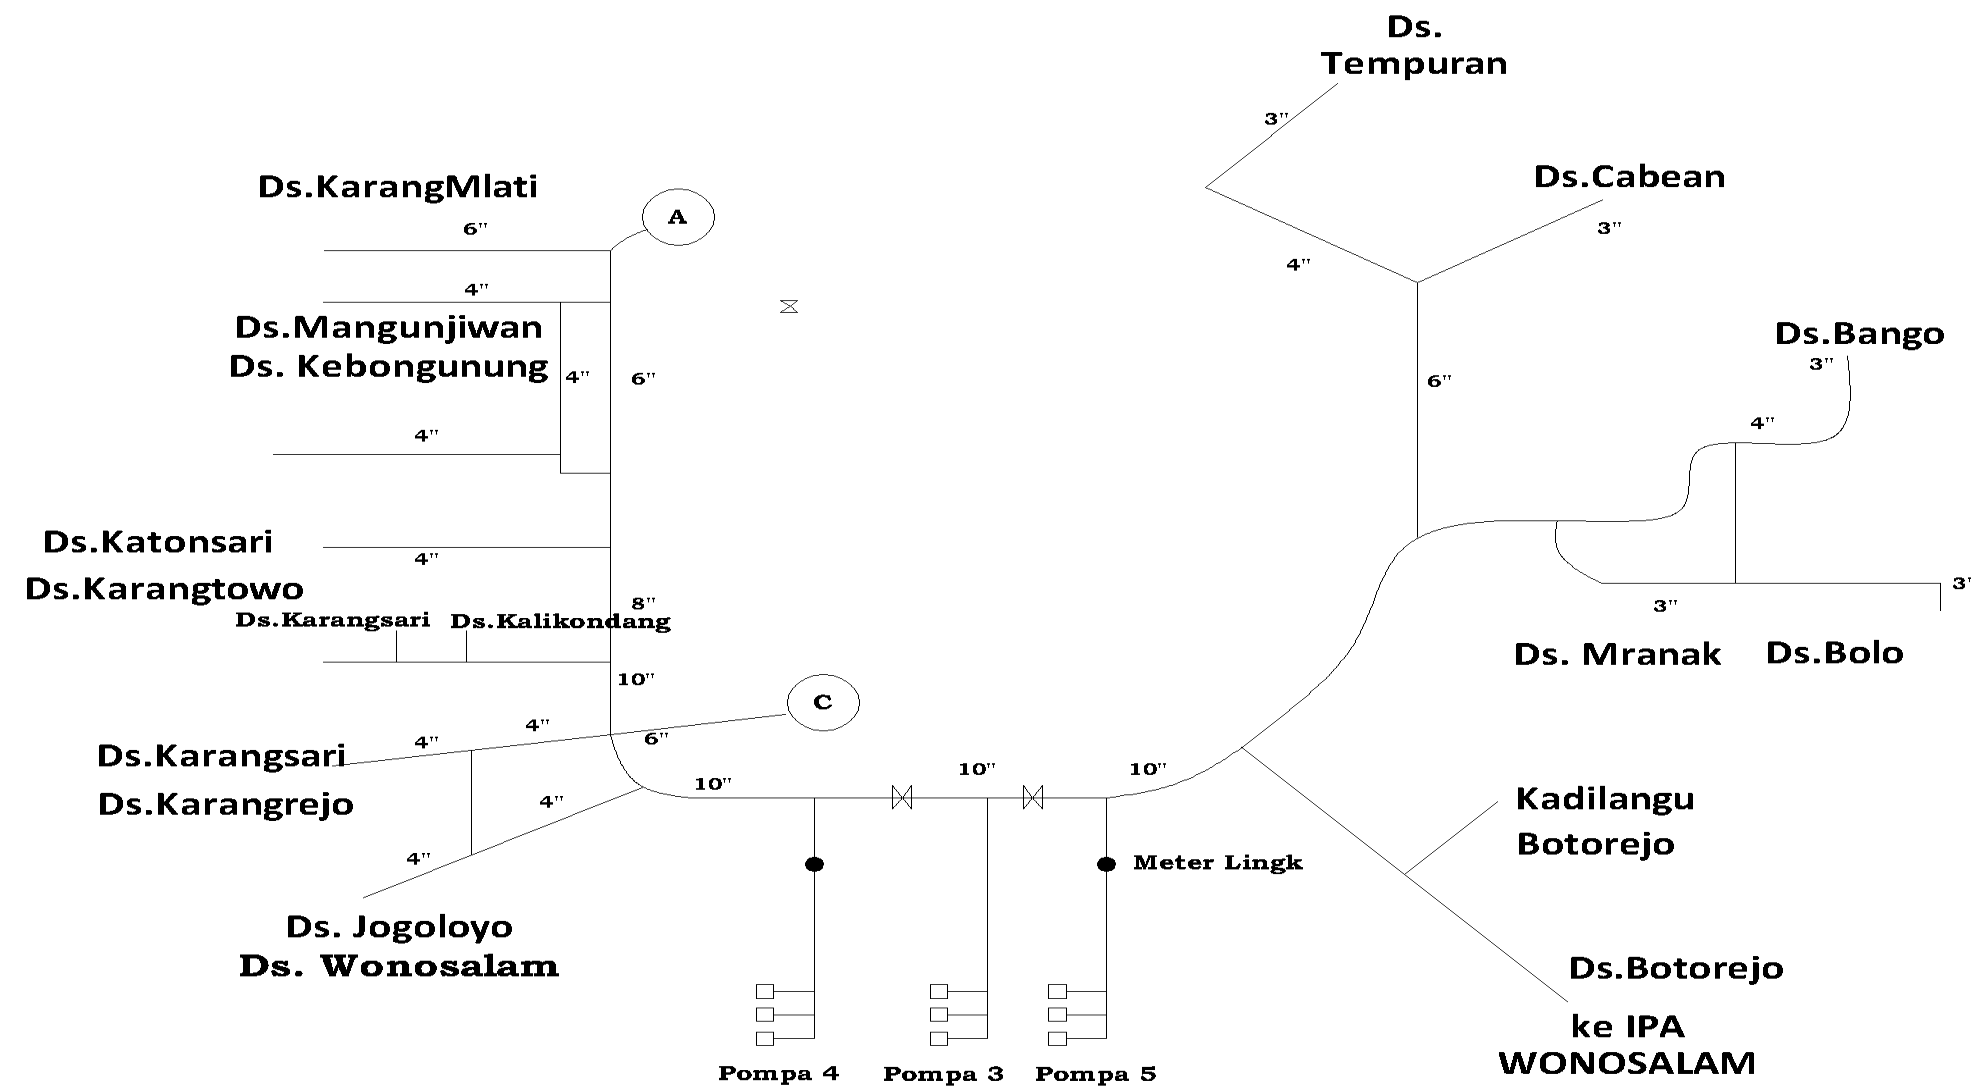 Ds.
Tempuran
3"
Ds.Cabean
3"
4"
Ds.KarangMlati
A
6"
4"
Ds.Mangunjiwan
Ds. Kebongunung
4"
6"
4"
6"
Ds.Bango
3"
4"
Ds.Katonsari
4"
Ds.Karangtowo
8"
Ds.Karangsari
Ds.Kalikondang
10"
3"
3"
Ds. Mranak
Ds.Bolo
C
4"
4"
6"
Ds.Karangsari
Ds.Karangrejo
4"
4"
10"
10"
10"
Kadilangu
Botorejo
Meter Lingk
Ds. Jogoloyo
Ds. Wonosalam
Ds.Botorejo
ke IPA
WONOSALAM
Pompa 4
Pompa 3
Pompa 5